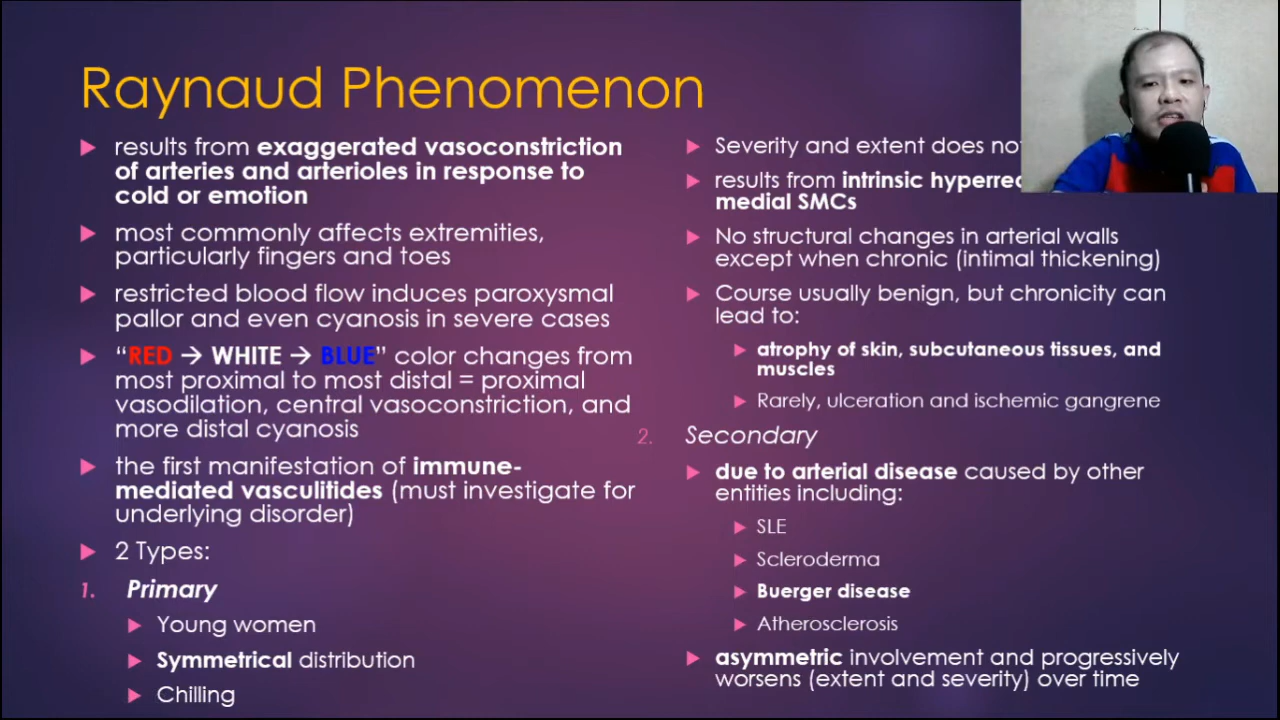 Raynaud Phenomenon
results from exaggerated vasoconstriction
of arteries and arterioles in response to
cold or emotion
most commonly affects extremities,
particularly fingers and toes
restricted blood flow induces paroxysmal
pallor and even cyanosis in severe cases
“RED → WHITE → BLUE” color changes from
most proximal to most distal = proximal
vasodilation, central vasoconstriction, and
more distal cyanosis
the first manifestation of immune-
mediated vasculitides (must investigate for
underlying disorder)
2 Types:
1. Primary
Young women
Symmetrical distribution
Chilling
Severity and extent does
results from intrinsic
medial SMCs
No structural changes in arterial walls
except when chronic (intimal thickening)
Course usually benign, but chronicity can
lead to:
atrophy of skin, subcutaneous tissues, and
muscles
Rarely, ulceration and ischemic gangrene
2. Secondary
due to arterial disease caused by other
entities including:
SLE
Scleroderma
Buerger disease
Atherosclerosis
asymmetric involvement and progressively
worsens (extent and severity) over time